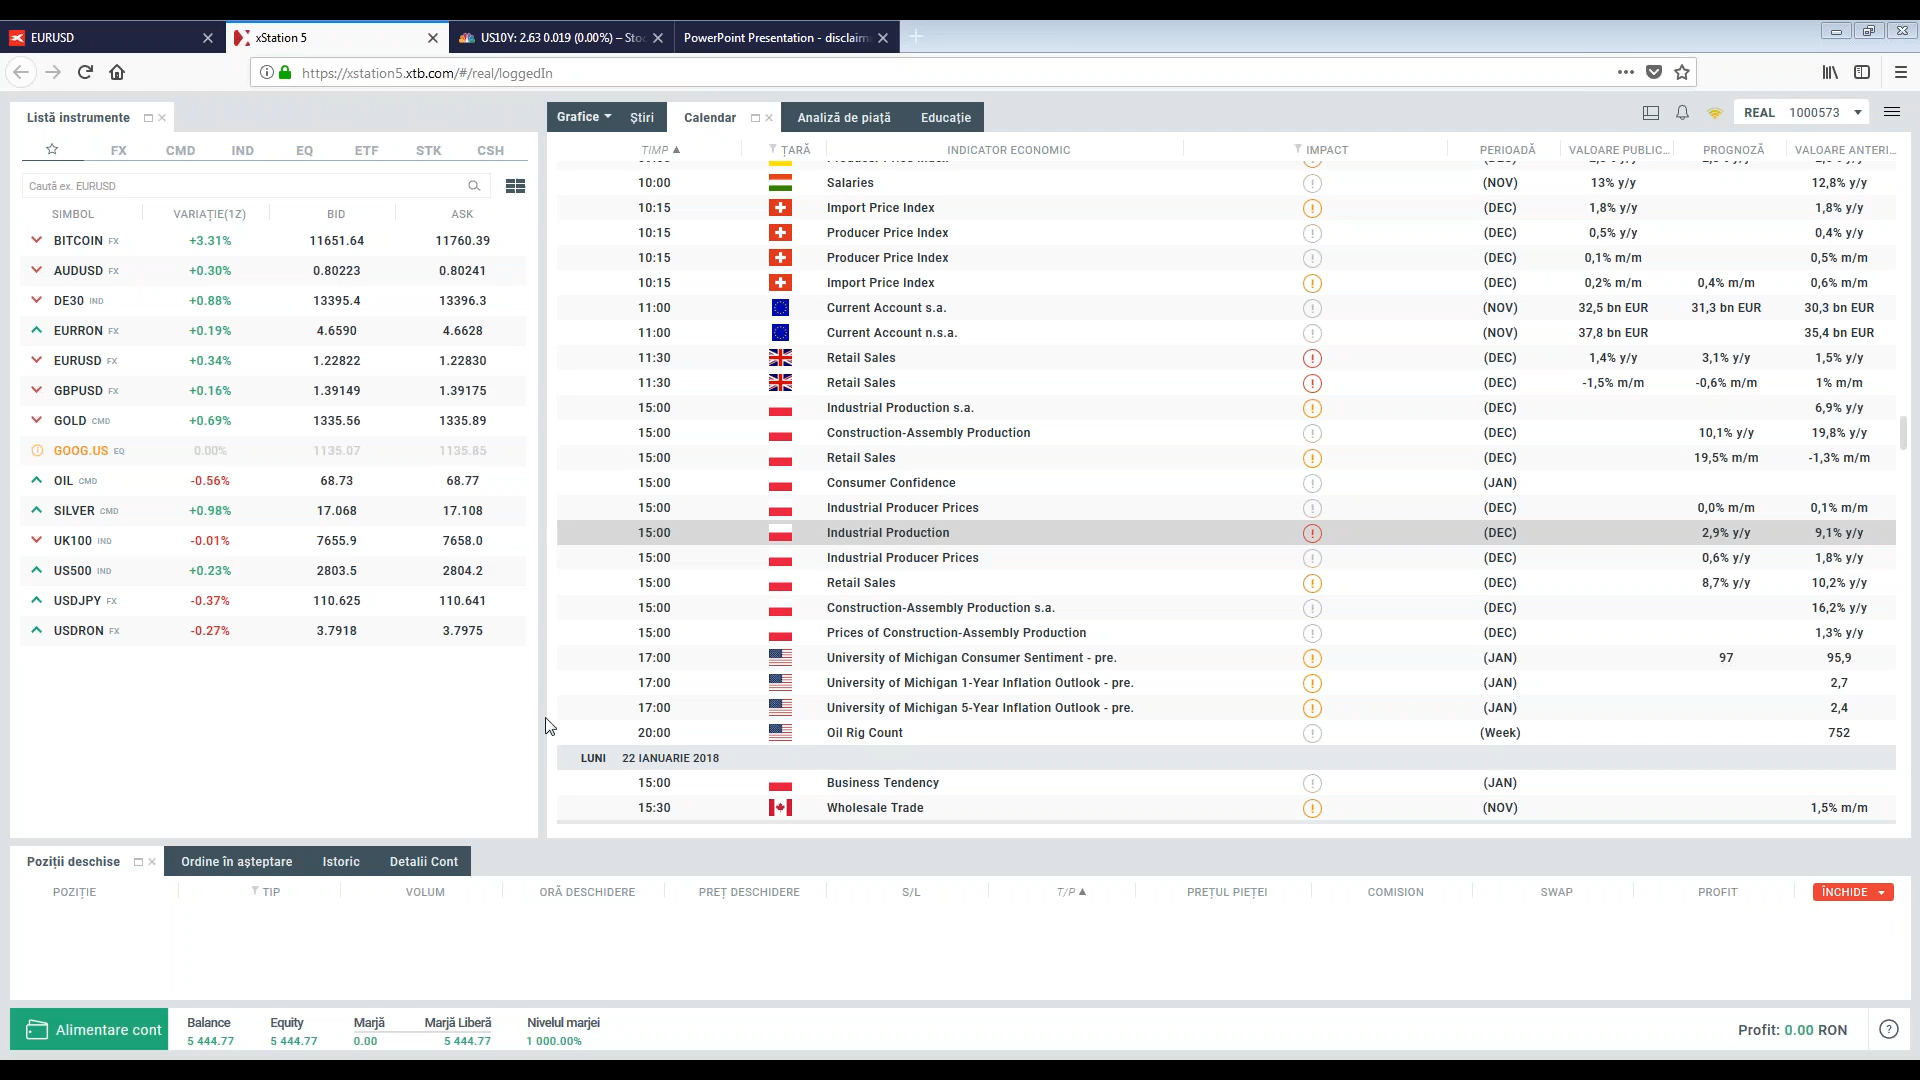 EURUSD
xStation 5
US10Y: 2.63 0.019 (0.00%) – Sto
PowerPoint Presentation - disclaim
https://xstation5.xtb.com/#/real/loggedIn
Listă instrumente
FX CMD IND EQ ETF STK CSH
Caută ex. EURUSD
SIMBOL VARIAȚIE(1Z) BID ASK
BITCOIN FX +3.31% 11651.64 11760.39
AUDUSD FX +0.30% 0.80223 0.80241
DE30 IND +0.88% 13395.4 13396.3
EURRON FX +0.19% 4.6590 4.6628
EURUSD FX +0.34% 1.22822 1.22830
GBPUSD FX +0.16% 1.39149 1.39175
GOLD CMD +0.69% 1335.56 1335.89
GOOG.US EQ 0.00% 1135.07 1135.85
OIL CMD -0.56% 68.73 68.77
SILVER CMD +0.98% 17.068 17.108
UK100 IND -0.01% 7655.9 7658.0
US500 IND +0.23% 2803.5 2804.2
USDJPY FX -0.37% 110.625 110.641
USDRON FX -0.27% 3.7918 3.7975
Grafice Știri Calendar Analiză de piață Educație
REAL 1000573
TIMP ȚARĂ INDICATOR ECONOMIC IMPACT PERIOADĂ VALOARE PUBLIC... PROGNOZĂ VALOARE ANTERI...
10:00 Salaries (NOV) 13% y/y 12,8% y/y
10:15 Import Price Index (DEC) 1,8% y/y 1,8% y/y
10:15 Producer Price Index (DEC) 0,5% y/y 0,4% y/y
10:15 Producer Price Index (DEC) 0,1% m/m 0,5% m/m
10:15 Import Price Index (DEC) 0,2% m/m 0,4% m/m 0,6% m/m
11:00 Current Account s.a. (NOV) 32,5 bn EUR 31,3 bn EUR 30,3 bn EUR
11:00 Current Account n.s.a. (NOV) 37,8 bn EUR 35,4 bn EUR
11:30 Retail Sales (DEC) 1,4% y/y 3,1% y/y 1,5% y/y
11:30 Retail Sales (DEC) -1,5% m/m -0,6% m/m 1% m/m
15:00 Industrial Production s.a. (DEC) 6,9% y/y
15:00 Construction-Assembly Production (DEC) 10,1% y/y 19,8% y/y
15:00 Retail Sales (DEC) 19,5% m/m -1,3% m/m
15:00 Consumer Confidence (JAN)
15:00 Industrial Producer Prices (DEC) 0,0% m/m 0,1% m/m
15:00 Industrial Production (DEC) 2,9% y/y 9,1% y/y
15:00 Industrial Producer Prices (DEC) 0,6% y/y 1,8% y/y
15:00 Retail Sales (DEC) 8,7% y/y 10,2% y/y
15:00 Construction-Assembly Production s.a. (DEC) 16,2% y/y
15:00 Prices of Construction-Assembly Production (DEC) 1,3% y/y
17:00 University of Michigan Consumer Sentiment - pre. (JAN) 97 95,9
17:00 University of Michigan 1-Year Inflation Outlook - pre. (JAN) 2,7
17:00 University of Michigan 5-Year Inflation Outlook - pre. (JAN) 2,4
20:00 Oil Rig Count (Week) 752
LUNI 22 IANUARIE 2018
15:00 Business Tendency (JAN)
15:30 Wholesale Trade (NOV) 1,5% m/m
Poziții deschise Ordine în așteptare Istoric Detalii Cont
POZIȚIE TIP VOLUM ORĂ DESCHIDERE PREȚ DESCHIDERE S/L T/P PREȚUL PIEȚEI COMISION SWAP PROFIT ÎNCHIDE
Alimentare cont
Balance Equity Marjă Marjă Liberă Nivelul marjei
5 444.77 5 444.77 0.00 5 444.77 1 000.00%
Profit: 0.00 RON